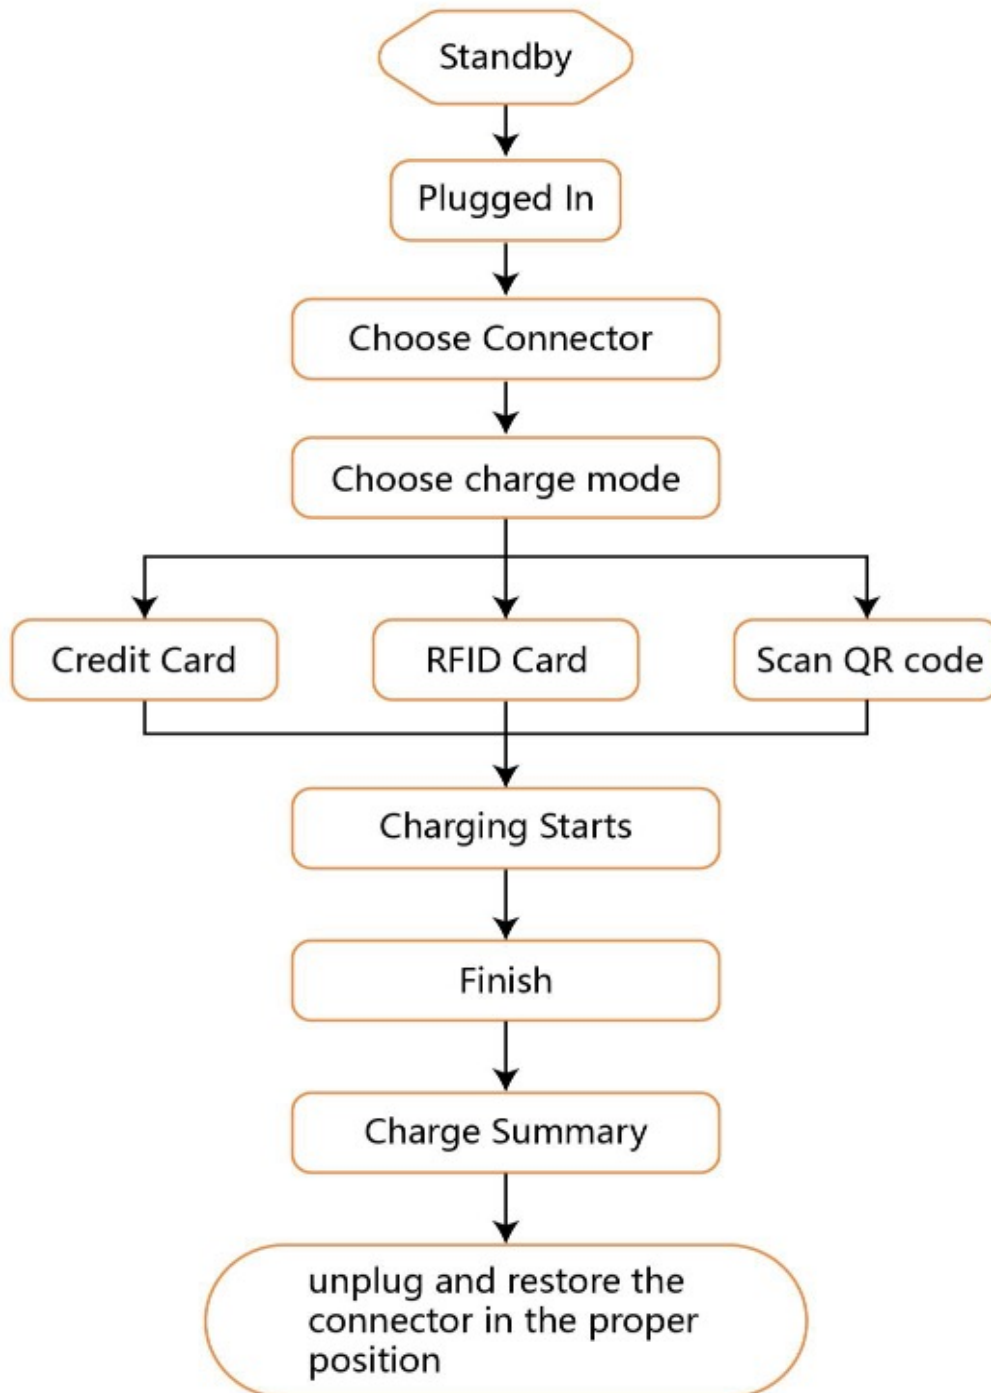 Standby
Plugged In
Choose Connector
Choose charge mode
Credit Card
RFID Card
Scan QR code
Charging Starts
Finish
Charge Summary
unplug and restore the
connector in the proper
position